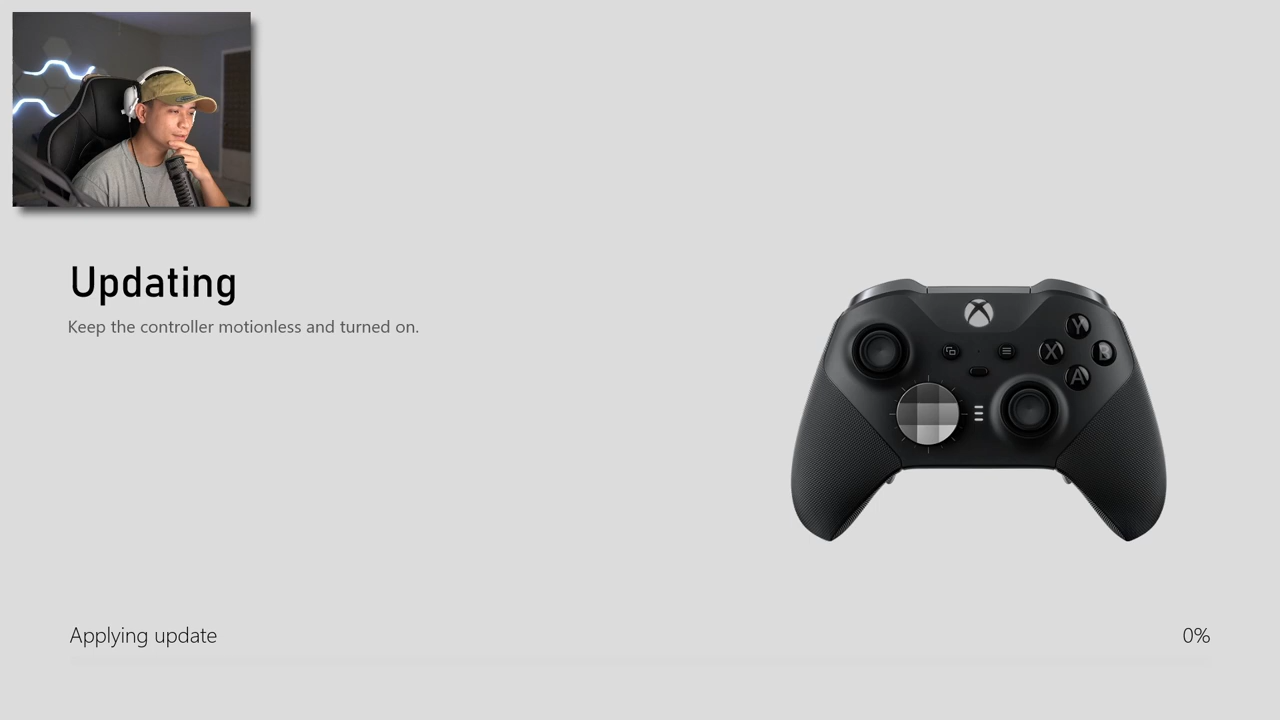 Updating
Keep the controller motionless and turned on.
Y
X
B
A
Applying update
0%